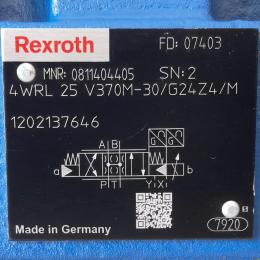 Rexroth FD: 07403
MNR: 0811404405 SN: 2
4WRL 25 V370M-30/G24Z4/M
1202137646
A B
a b
P T Y X
Made in Germany 7920